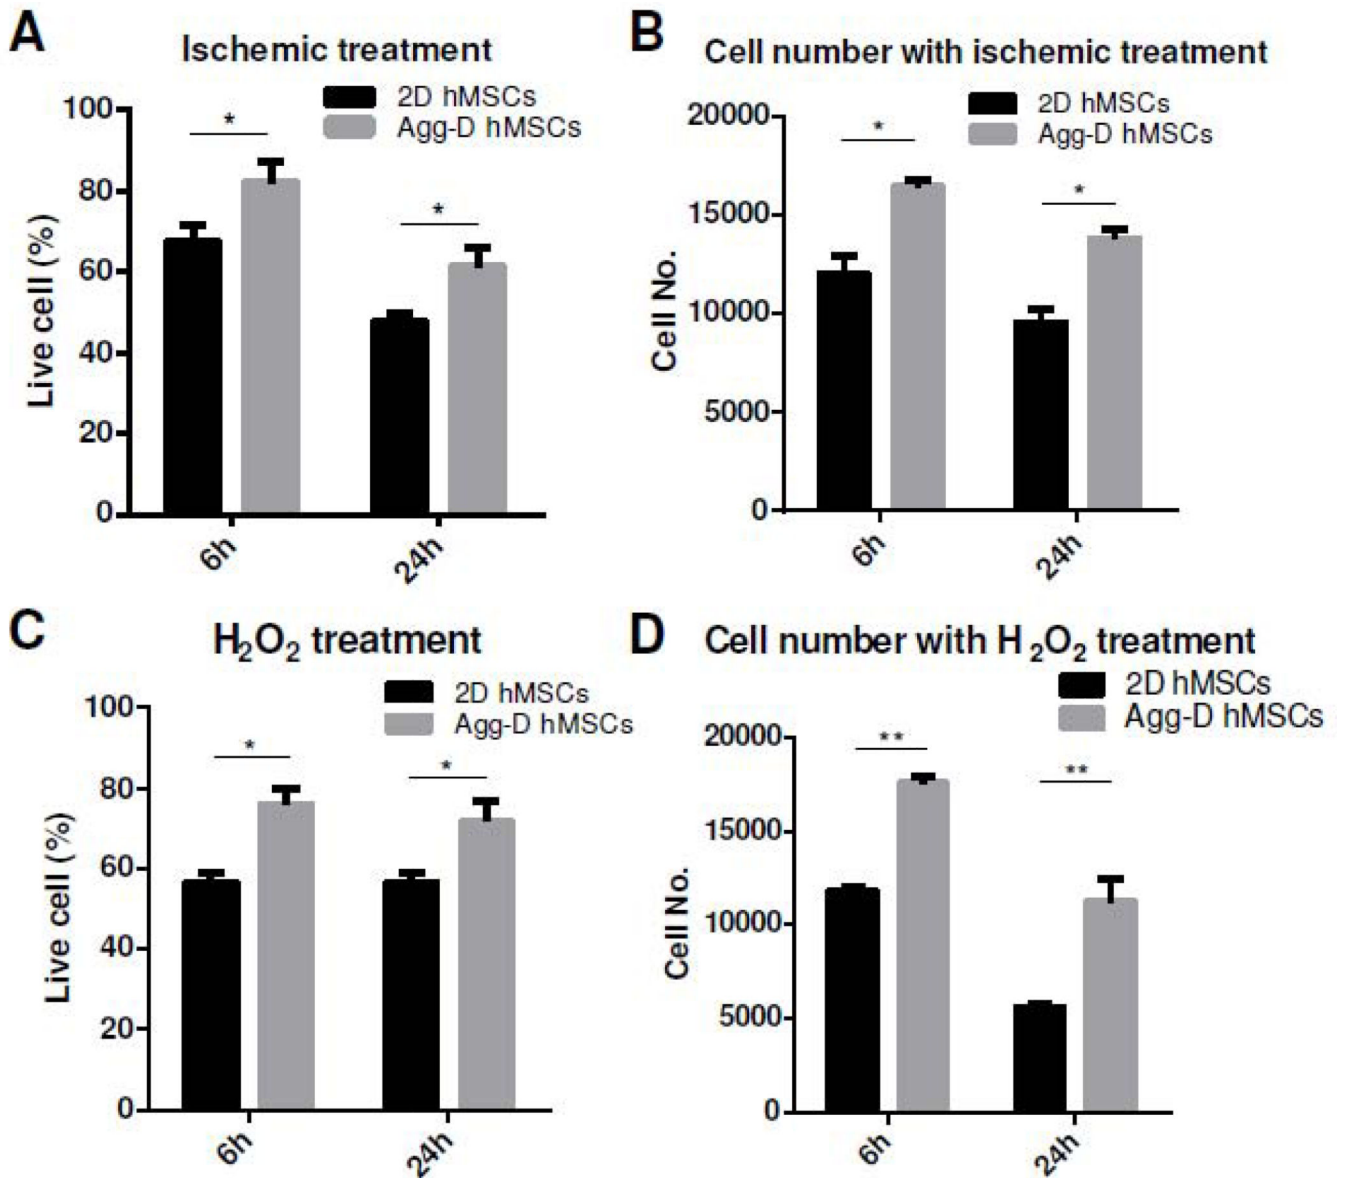 A
Ischemic treatment
2D hMSCs
Agg-D hMSCs
*
*
Live cell (%)
100
80
60
40
20
0
6h
24h
B
Cell number with ischemic treatment
2D hMSCs
Agg-D hMSCs
*
*
Cell No.
20000
15000
10000
5000
0
6h
24h
C
H₂O₂ treatment
2D hMSCs
Agg-D hMSCs
*
*
Live cell (%)
100
80
60
40
20
0
6h
24h
D
Cell number with H₂O₂ treatment
2D hMSCs
Agg-D hMSCs
**
**
Cell No.
20000
15000
10000
5000
0
6h
24h